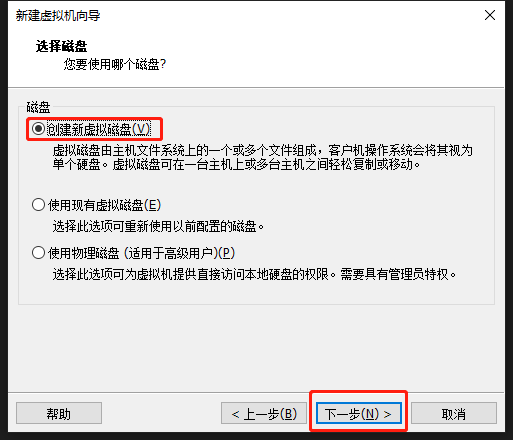 新建虚拟机向导
选择磁盘
您要使用哪个磁盘?
磁盘
创建新虚拟磁盘(V)
虚拟磁盘由主机文件系统上的一个或多个文件组成，客户机操作系统会将其视为
单个硬盘。虚拟磁盘可在一台主机上或多台主机之间轻松复制或移动。
使用现有虚拟磁盘(E)
选择此选项可重新使用以前配置的磁盘。
使用物理磁盘 (适用于高级用户)(P)
选择此选项可为虚拟机提供直接访问本地硬盘的权限。需要具有管理员特权。
帮助
< 上一步(B)
下一步(N) >
取消